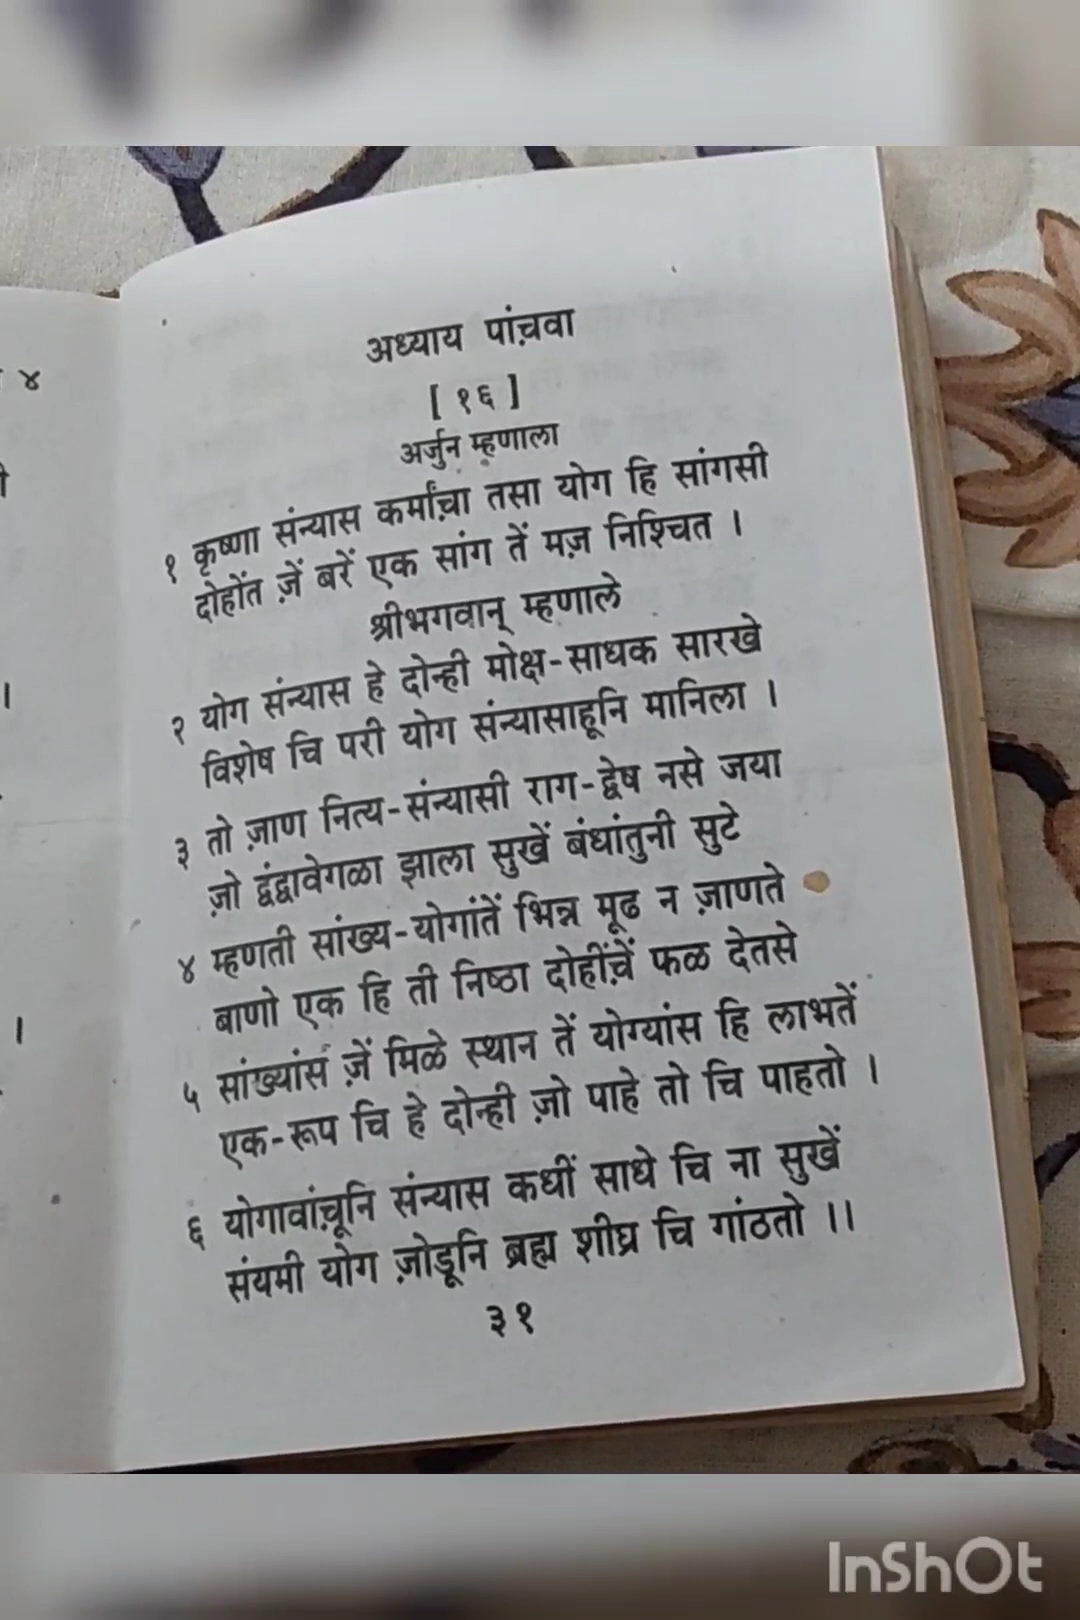 अध्याय पांच़वा
[ १६ ]
अर्जुन म्हणाला
१ कृष्णा संन्यास कर्मांच़ा तसा योग हि सांगसी
दोहोंत ज़ें बरें एक सांग तें मज़ निश्चित ।
श्रीभगवान् म्हणाले
२ योग संन्यास हे दोन्ही मोक्ष-साधक सारखे
विशेष चि परी योग संन्यासाहूनि मानिला ।
३ तो ज़ाण नित्य-संन्यासी राग-द्वेष नसे जया
ज़ो द्वंद्वावेगळा झाला सुखें बंधांतुनी सुटे
४ म्हणती सांख्य-योगांतें भिन्न मूढ न ज़ाणते
बाणो एक हि ती निष्ठा दोहींच़ें फळ देतसे
५ सांख्यांस ज़ें मिळे स्थान तें योग्यांस हि लाभतें
एक-रूप चि हे दोन्ही ज़ो पाहे तो चि पाहतो ।
६ योगावांच़ूनि संन्यास कधीं साधे चि ना सुखें
संयमी योग ज़ोडूनि ब्रह्म शीघ्र चि गांठतो ।।
३१
४
।
।
InShOt